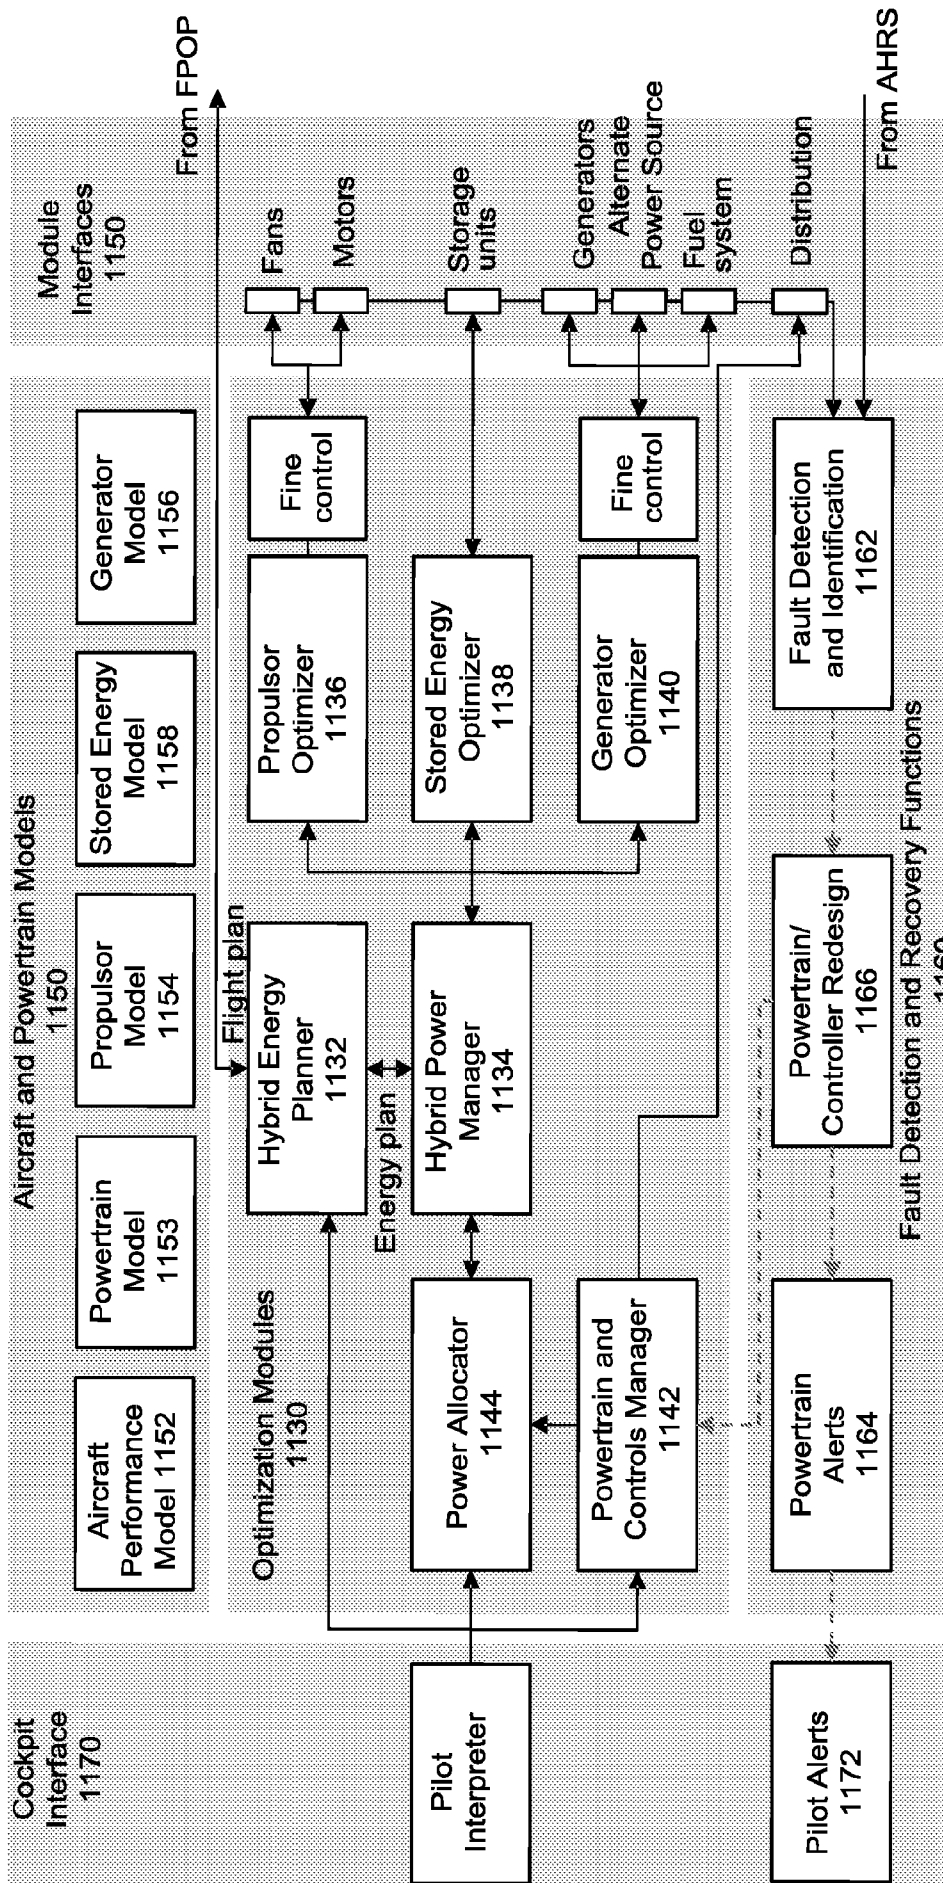 Cockpit
Interface
1170
Pilot
Interpreter
Pilot Alerts
1172
Aircraft and Powertrain Models
1150
Aircraft
Performance
Model 1152
Powertrain
Model
1153
Propulsor
Model
1154
Stored Energy
Model
1158
Generator
Model
1156
Optimization Modules
1130
Flight plan
Hybrid Energy
Planner
1132
Energy plan
Power Allocator
1144
Hybrid Power
Manager
1134
Powertrain and
Controls Manager
1142
Propulsor
Optimizer
1136
Fine
control
Stored Energy
Optimizer
1138
Generator
Optimizer
1140
Fine
control
Powertrain
Alerts
1164
Powertrain/
Controller Redesign
1166
Fault Detection
and Identification
1162
Fault Detection and Recovery Functions
1160
Module
Interfaces
1150
From FPOP
Fans
Motors
Storage
units
Generators
Alternate
Power Source
Fuel
system
Distribution
From AHRS